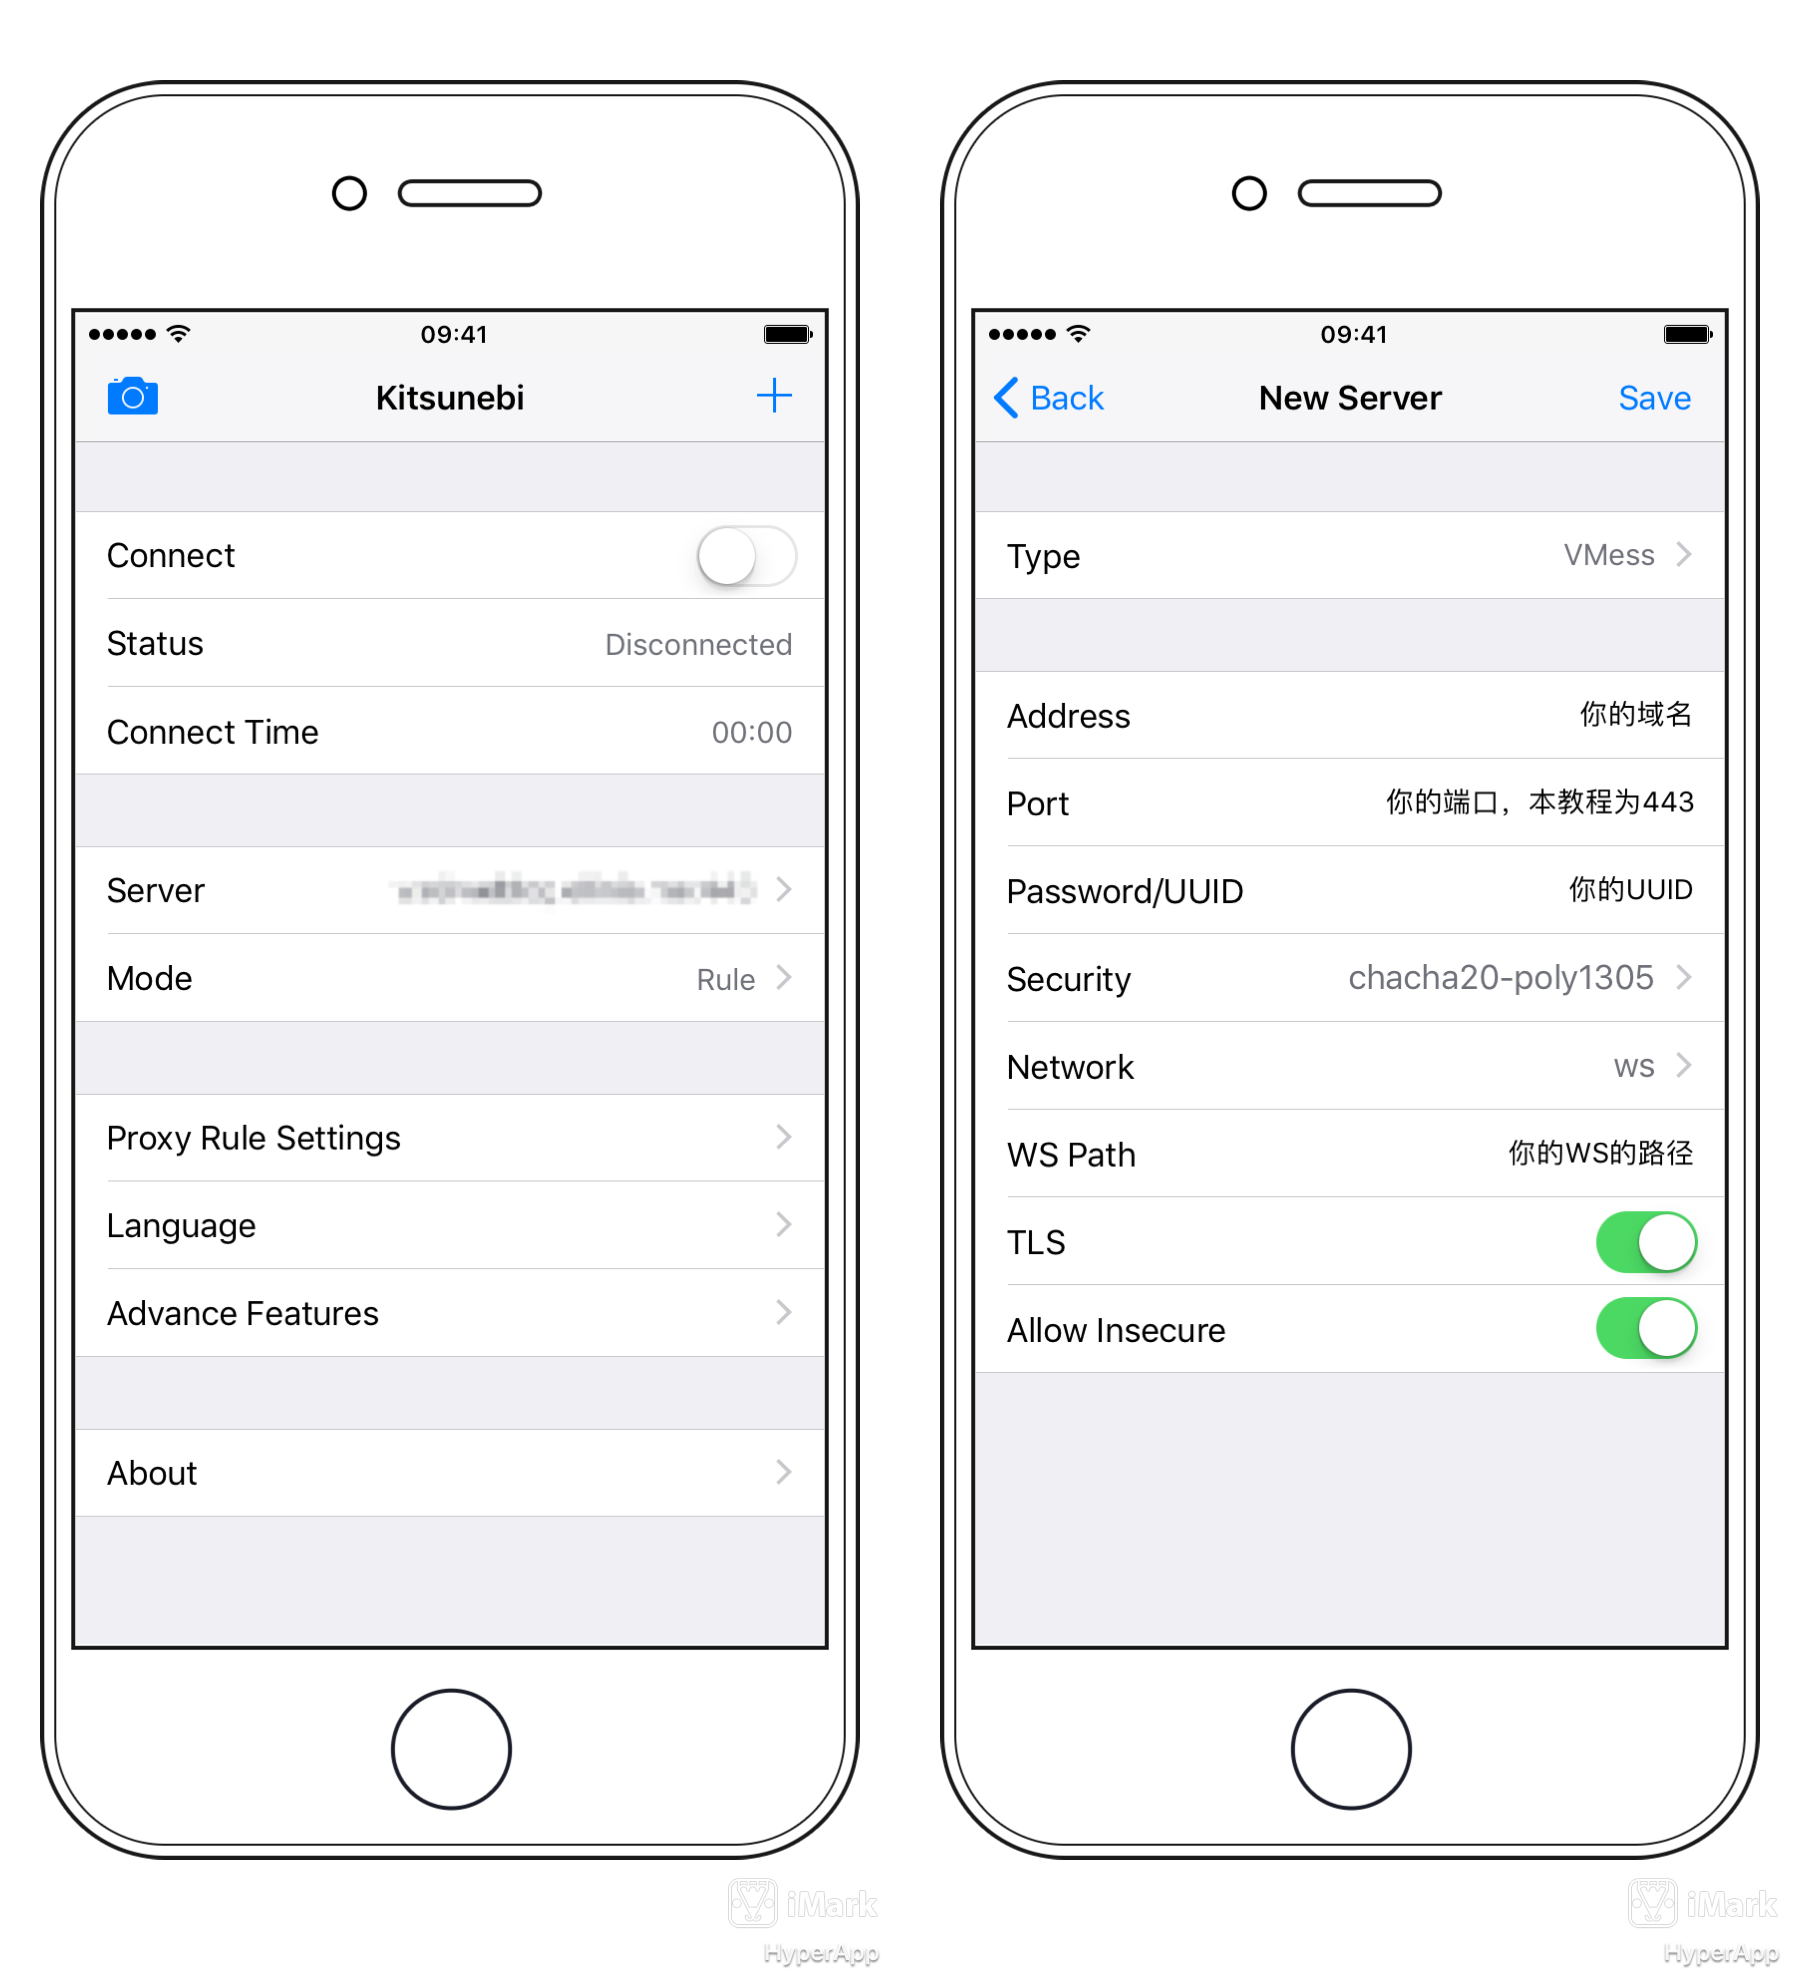 09:41
Kitsunebi
Connect
Status Disconnected
Connect Time 00:00
Server
Mode Rule
Proxy Rule Settings
Language
Advance Features
About
iMark
HyperApp
09:41
Back New Server Save
Type VMess
Address 你的域名
Port 你的端口，本教程为443
Password/UUID 你的UUID
Security chacha20-poly1305
Network ws
WS Path 你的WS的路径
TLS
Allow Insecure
iMark
HyperApp